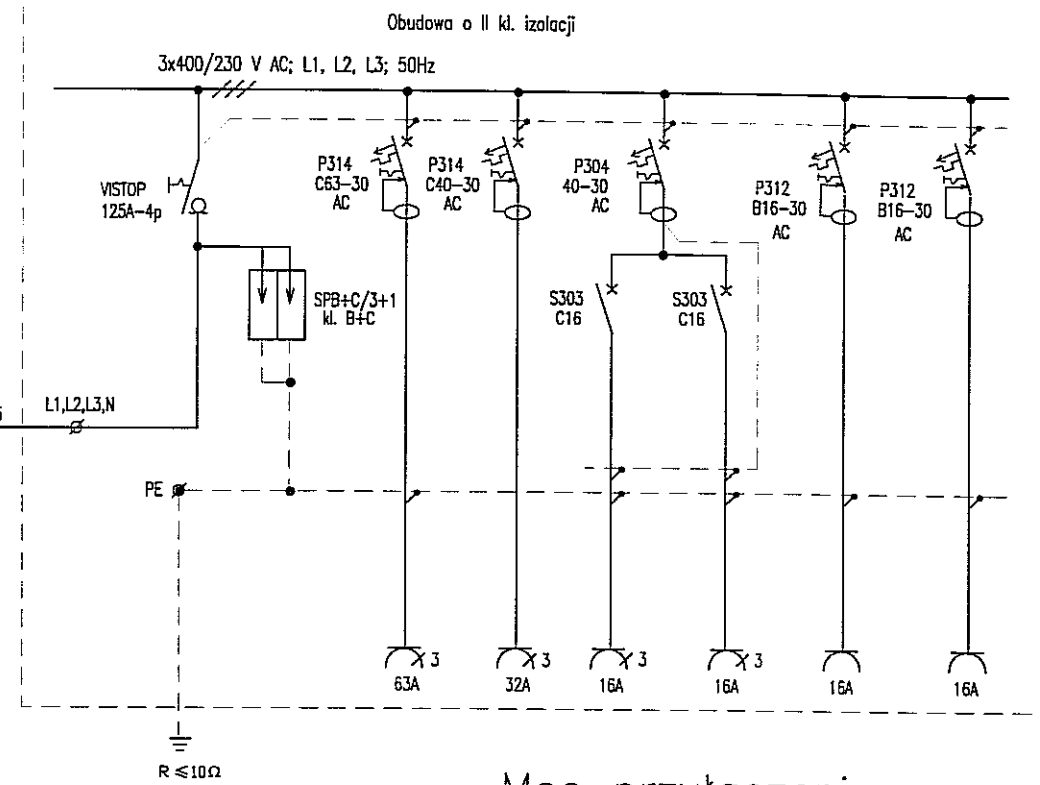 Obudowa o II kl. izolacji
3x400/230 V AC; L1, L2, L3; 50Hz
VISTOP
125A-4p
P314
C63-30
AC
P314
C40-30
AC
P304
40-30
AC
P312
B16-30
AC
P312
B16-30
AC
SPB+C/3+1
kl. B+C
S303
C16
S303
C16
L1,L2,L3,N
PE
3
3
3
3
63A
32A
16A
16A
16A
16A
R ≤10Ω